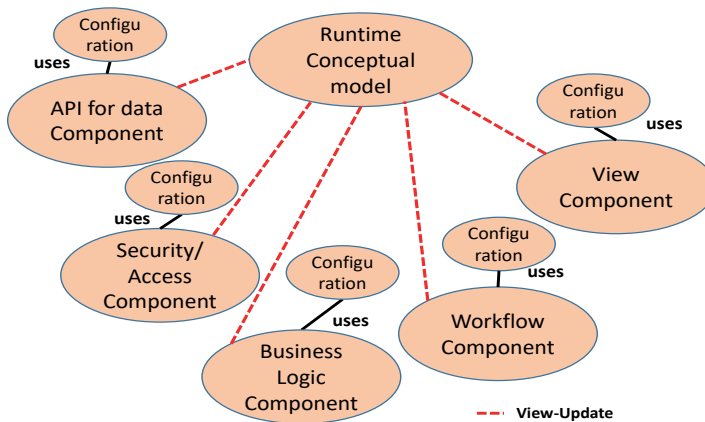 Configu
ration
uses
API for data
Component
Runtime
Conceptual
model
Configu
ration
uses
View
Component
Configu
ration
uses
Security/
Access
Component
Configu
ration
uses
Business
Logic
Component
Configu
ration
uses
Workflow
Component
View-Update